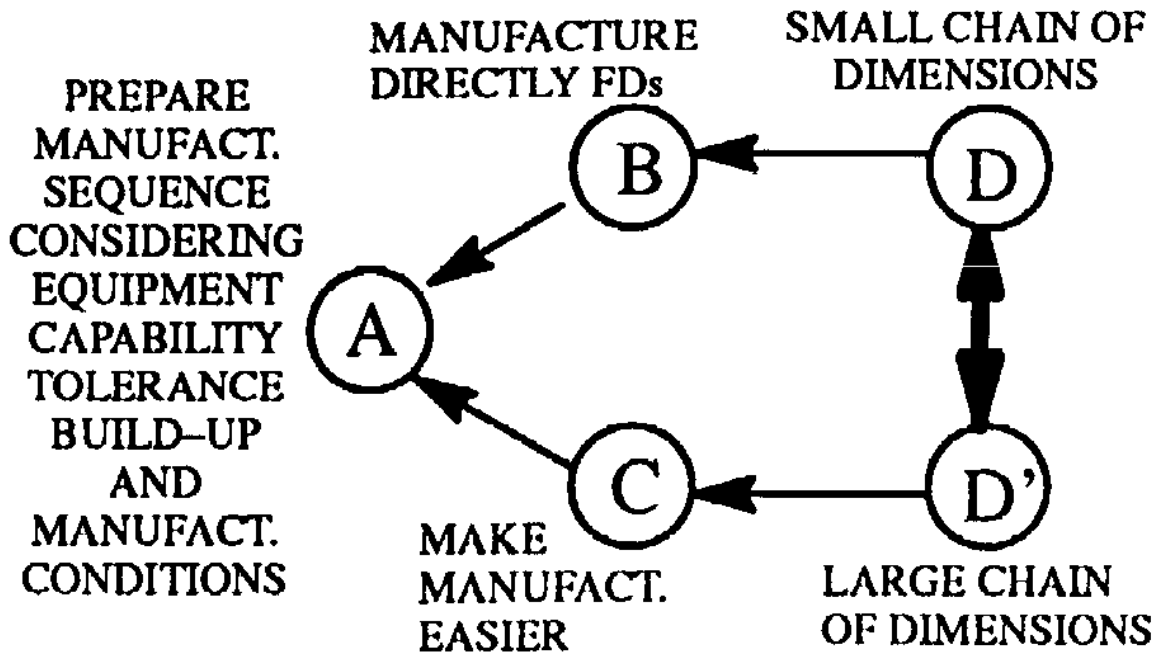 PREPARE
MANUFACT.
SEQUENCE
CONSIDERING
EQUIPMENT
CAPABILITY
TOLERANCE
BUILD–UP
AND
MANUFACT.
CONDITIONS
A
MANUFACTURE
DIRECTLY FDs
B
MAKE
MANUFACT.
EASIER
C
SMALL CHAIN OF
DIMENSIONS
D
D'
LARGE CHAIN
OF DIMENSIONS